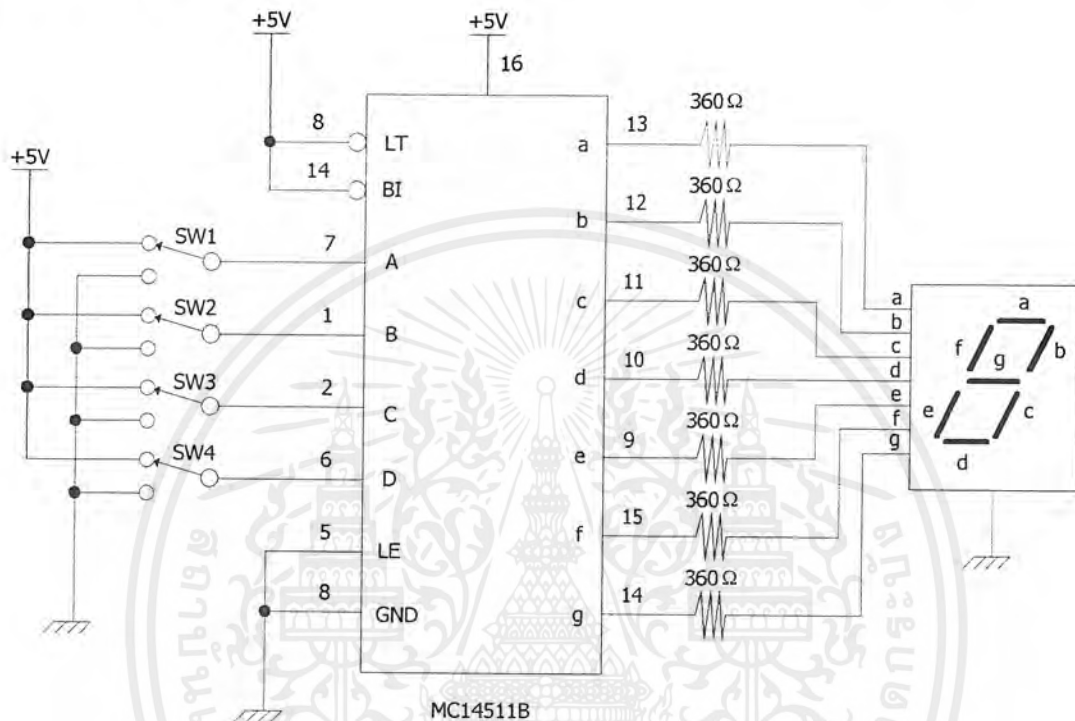 +5V
+5V
16
360 Ω
8
LT
a
13
+5V
14
BI
360 Ω
b
12
SW1
7
A
360 Ω
c
11
a
a
SW2
1
B
b
c
f
b
360 Ω
d
10
d
g
SW3
2
C
e
360 Ω
f
e
c
e
9
g
SW4
6
D
d
360 Ω
f
15
5
LE
360 Ω
8
GND
g
14
MC14511B